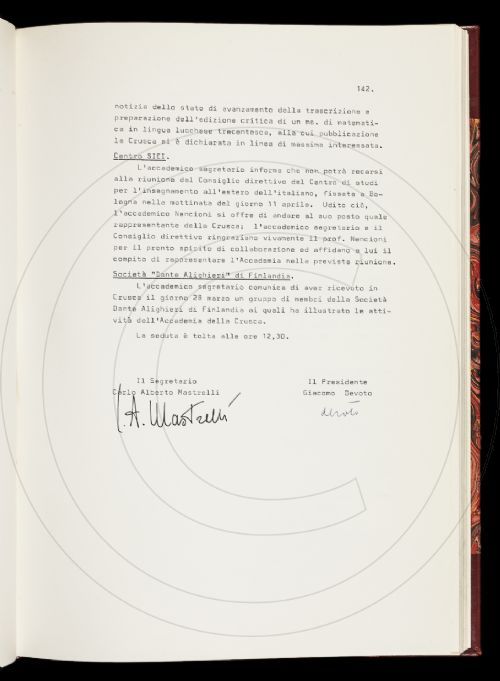 142.
notizia dello stato di avanzamento della trascrizione e
preparazione dell'edizione critica di un ms. di matemati-
ca in lingua lucchese trecentesca, alla cui pubblicazione
la Crusca si è dichiarata in linea di massima interessata.
Centro SIEI.
L'accademico segretario informa che non potrà recarsi
alla riunione del Consiglio direttivo del Centro di studi
per l'insegnamento all'estero dell'italiano, fissata a Bo-
logna nella mattinata del giorno 11 aprile. Udito ciò,
l'accademico Nencioni si offre di andare al suo posto quale
rappresentante della Crusca; l'accademico segretario e il
Consiglio direttivo ringraziano vivamente il prof. Nencioni
per il pronto spirito di collaborazione ed affidano a lui il
compito di rappresentare l'Accademia nella prevista riunione.
Società "Dante Alighieri" di Finlandia.
L'accademico segretario comunica di aver ricevuto in
Crusca il giorno 28 marzo un gruppo di membri della Società
Dante Alighieri di Finlandia ai quali ha illustrato le atti-
vità dell'Accademia della Crusca.
La seduta è tolta alle ore 12,30.
Il Segretario
Carlo Alberto Mastrelli
C. A. Mastrelli
Il Presidente
Giacomo Devoto
devoto